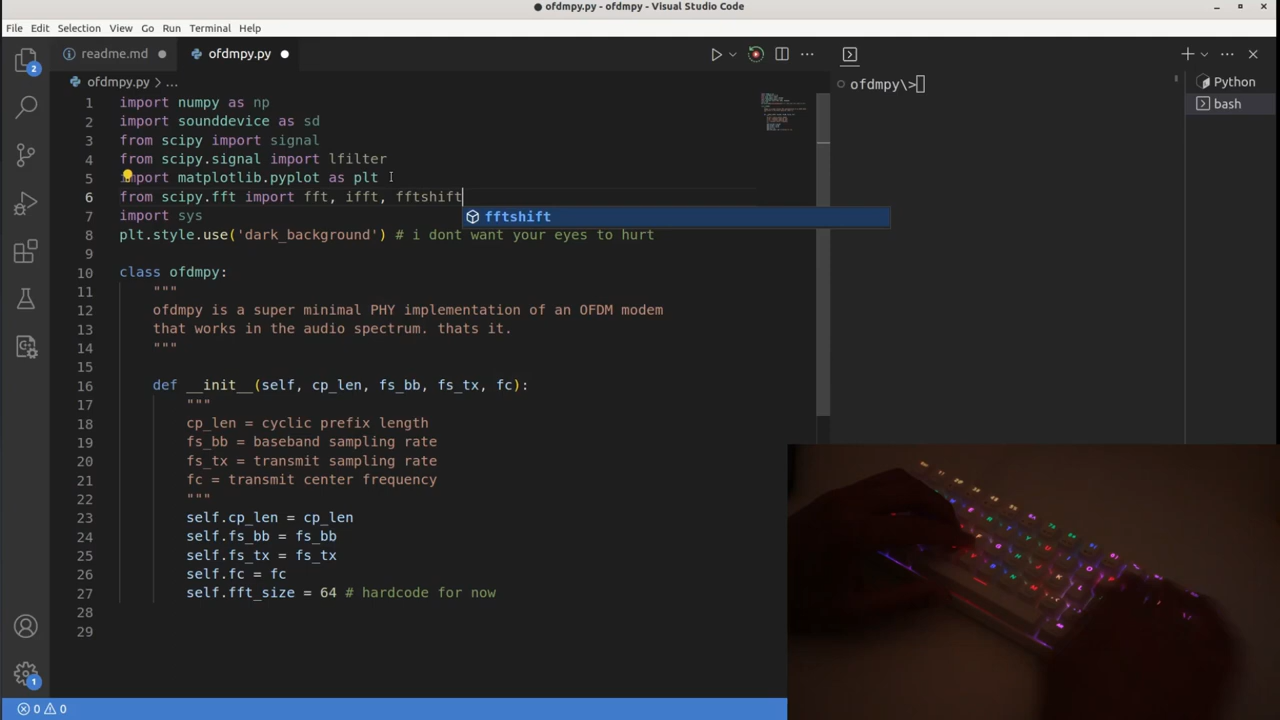 ofdmpy.py - ofdmpy - Visual Studio Code
File Edit Selection View Go Run Terminal Help
readme.md
ofdmpy.py
ofdmpy.py > ...
ofdmpy\>
Python
bash
1 import numpy as np
2 import sounddevice as sd
3 from scipy import signal
4 from scipy.signal import lfilter
5 import matplotlib.pyplot as plt
6 from scipy.fft import fft, ifft, fftshift
fftshift
7 import sys
8 plt.style.use('dark_background') # i dont want your eyes to hurt
9
10 class ofdmpy:
11 """
12 ofdmpy is a super minimal PHY implementation of an OFDM modem
13 that works in the audio spectrum. thats it.
14 """
15
16 def __init__(self, cp_len, fs_bb, fs_tx, fc):
17 """
18 cp_len = cyclic prefix length
19 fs_bb = baseband sampling rate
20 fs_tx = transmit sampling rate
21 fc = transmit center frequency
22 """
23 self.cp_len = cp_len
24 self.fs_bb = fs_bb
25 self.fs_tx = fs_tx
26 self.fc = fc
27 self.fft_size = 64 # hardcode for now
28
29
2
1
0 0